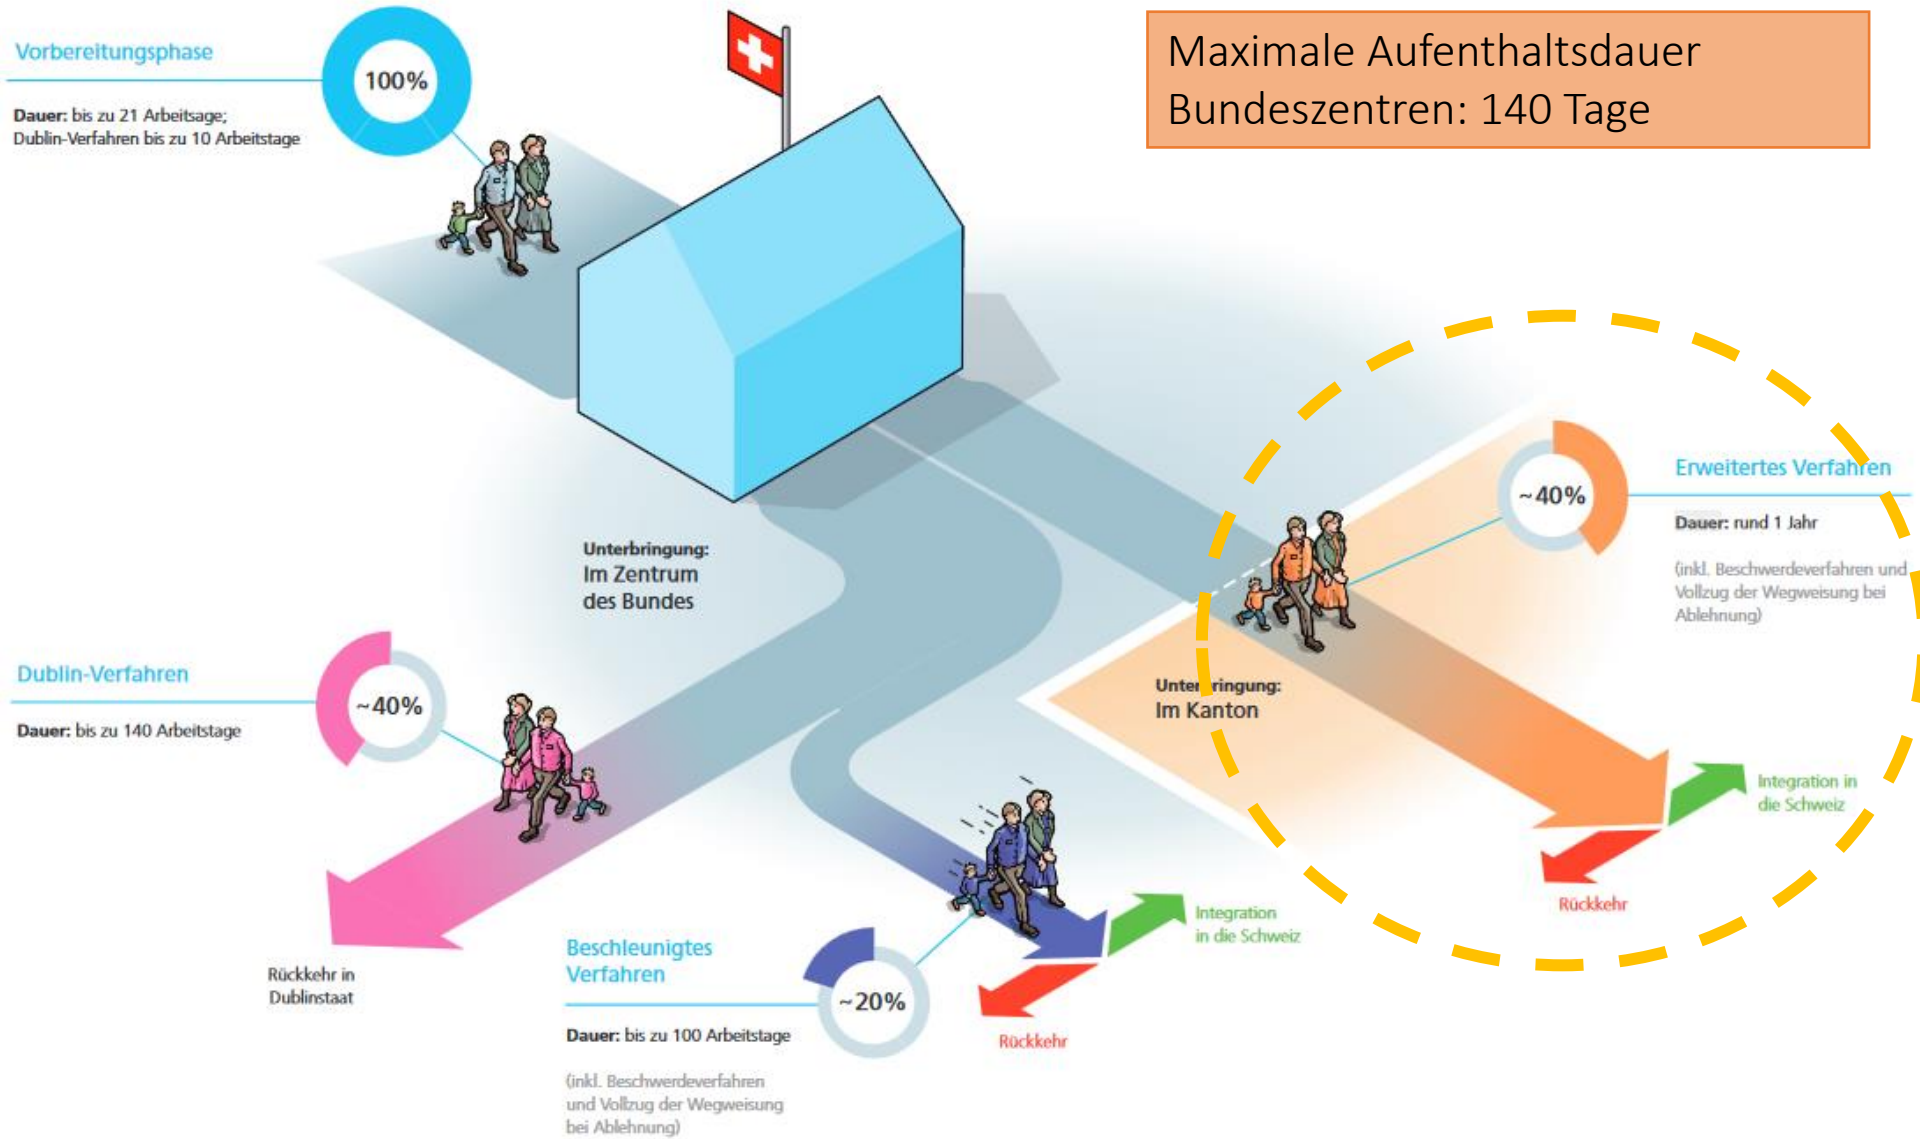 Maximale Aufenthaltsdauer
Bundeszentren: 140 Tage
Vorbereitungsphase
100%
Dauer: bis zu 21 Arbeitsage;
Dublin-Verfahren bis zu 10 Arbeitstage
Erweitertes Verfahren
~40%
Dauer: rund 1 Jahr
(inkl. Beschwerdeverfahren und
Vollzug der Wegweisung bei
Ablehnung)
Unterbringung:
Im Zentrum
des Bundes
Dublin-Verfahren
~40%
Dauer: bis zu 140 Arbeitstage
Unterbringung:
Im Kanton
Integration in
die Schweiz
Rückkehr
Integration
in die Schweiz
Rückkehr
Rückkehr in
Dublinstaat
Beschleunigtes
Verfahren
~20%
Dauer: bis zu 100 Arbeitstage
(inkl. Beschwerdeverfahren
und Vollzug der Wegweisung
bei Ablehnung)